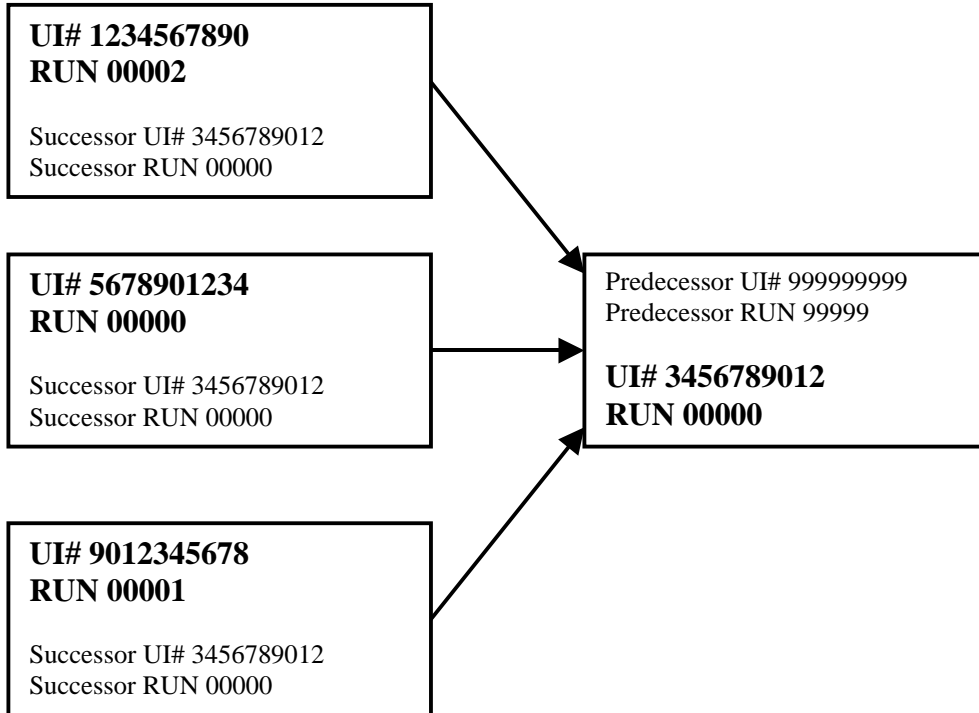 UI# 1234567890
RUN 00002
Successor UI# 3456789012
Successor RUN 00000
UI# 5678901234
RUN 00000
Successor UI# 3456789012
Successor RUN 00000
UI# 9012345678
RUN 00001
Successor UI# 3456789012
Successor RUN 00000
Predecessor UI# 999999999
Predecessor RUN 99999
UI# 3456789012
RUN 00000